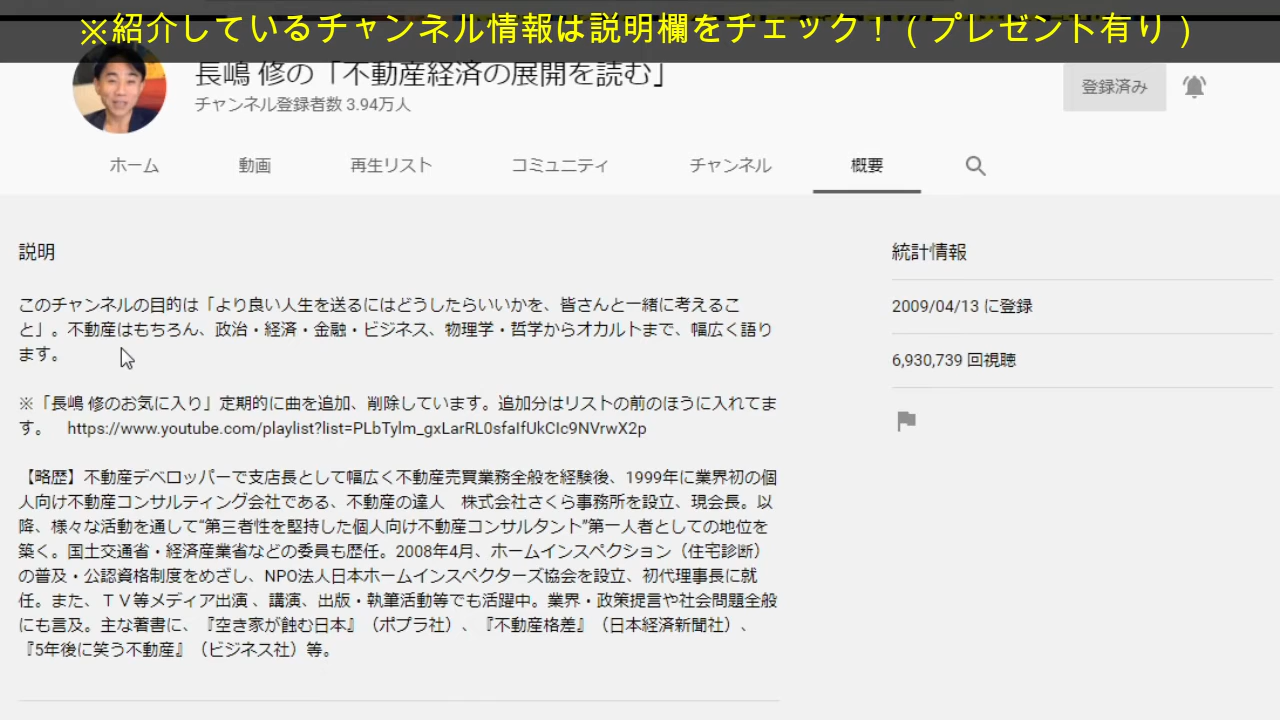 ※紹介しているチャンネル情報は説明欄をチェック！（プレゼント有り）
長嶋 修の「不動産経済の展開を読む」
チャンネル登録者数 3.94万人
登録済み
ホーム 動画 再生リスト コミュニティ チャンネル 概要
説明
このチャンネルの目的は「より良い人生を送るにはどうしたらいいかを、皆さんと一緒に考えるこ
と」。不動産はもちろん、政治・経済・金融・ビジネス、物理学・哲学からオカルトまで、幅広く語り
ます。
※「長嶋 修のお気に入り」定期的に曲を追加、削除しています。追加分はリストの前のほうに入れてま
す。　https://www.youtube.com/playlist?list=PLbTylm_gxLarRL0sfaIfUkCIc9NVrwX2p
【略歴】不動産デベロッパーで支店長として幅広く不動産売買業務全般を経験後、1999年に業界初の個
人向け不動産コンサルティング会社である、不動産の達人　株式会社さくら事務所を設立、現会長。以
降、様々な活動を通して“第三者性を堅持した個人向け不動産コンサルタント”第一人者としての地位を
築く。国土交通省・経済産業省などの委員も歴任。2008年4月、ホームインスペクション（住宅診断）
の普及・公認資格制度をめざし、NPO法人日本ホームインスペクターズ協会を設立、初代理事長に就
任。また、ＴＶ等メディア出演 、講演、出版・執筆活動等でも活躍中。業界・政策提言や社会問題全般
にも言及。主な著書に、『空き家が蝕む日本』（ポプラ社）、『不動産格差』（日本経済新聞社）、
『5年後に笑う不動産』（ビジネス社）等。
統計情報
2009/04/13 に登録
6,930,739 回視聴